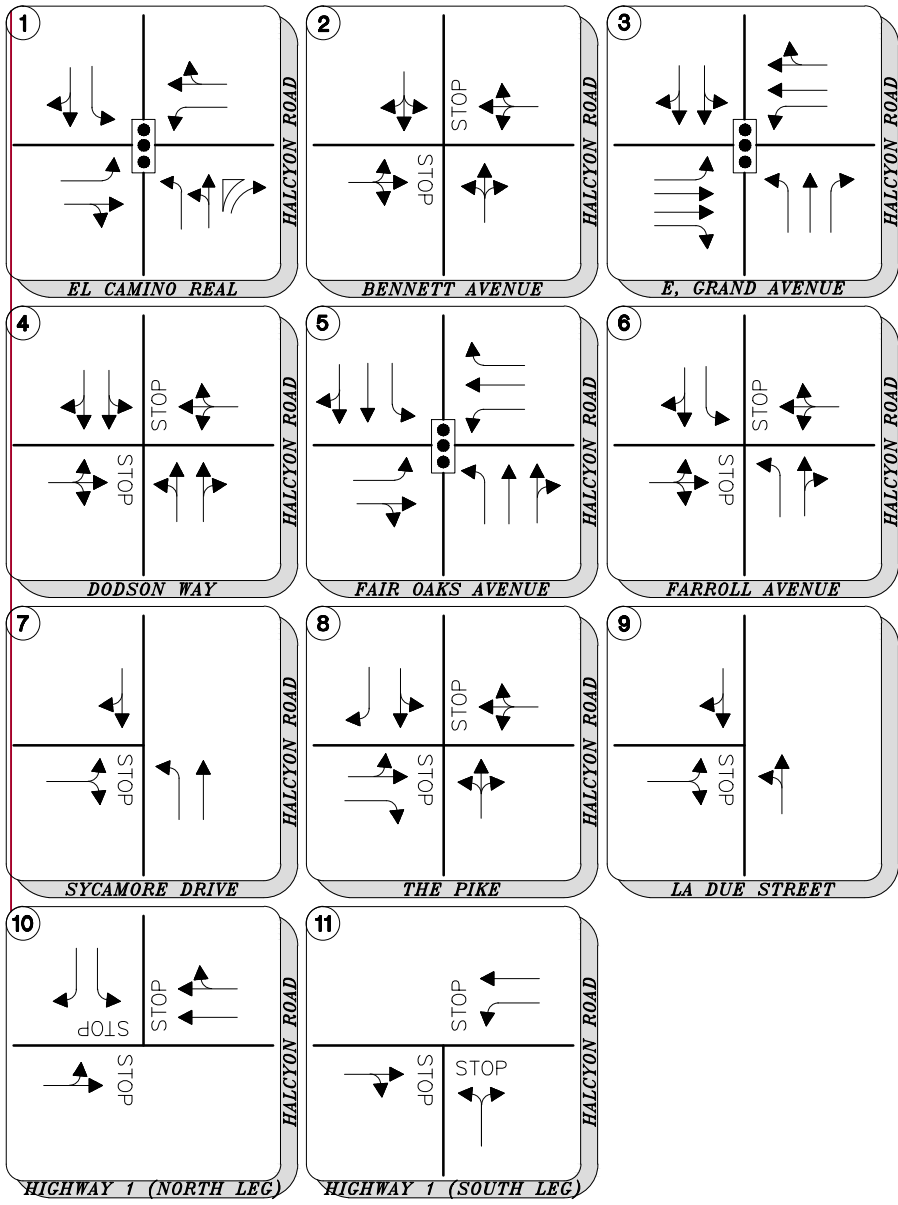 1
HALCYON ROAD
EL CAMINO REAL
2
STOP
STOP
HALCYON ROAD
BENNETT AVENUE
3
HALCYON ROAD
E, GRAND AVENUE
4
STOP
STOP
HALCYON ROAD
DODSON WAY
5
HALCYON ROAD
FAIR OAKS AVENUE
6
STOP
STOP
HALCYON ROAD
FARROLL AVENUE
7
STOP
HALCYON ROAD
SYCAMORE DRIVE
8
STOP
STOP
HALCYON ROAD
THE PIKE
9
STOP
HALCYON ROAD
LA DUE STREET
10
STOP
STOP
STOP
HALCYON ROAD
HIGHWAY 1 (NORTH LEG)
11
STOP
STOP
STOP
HALCYON ROAD
HIGHWAY 1 (SOUTH LEG)